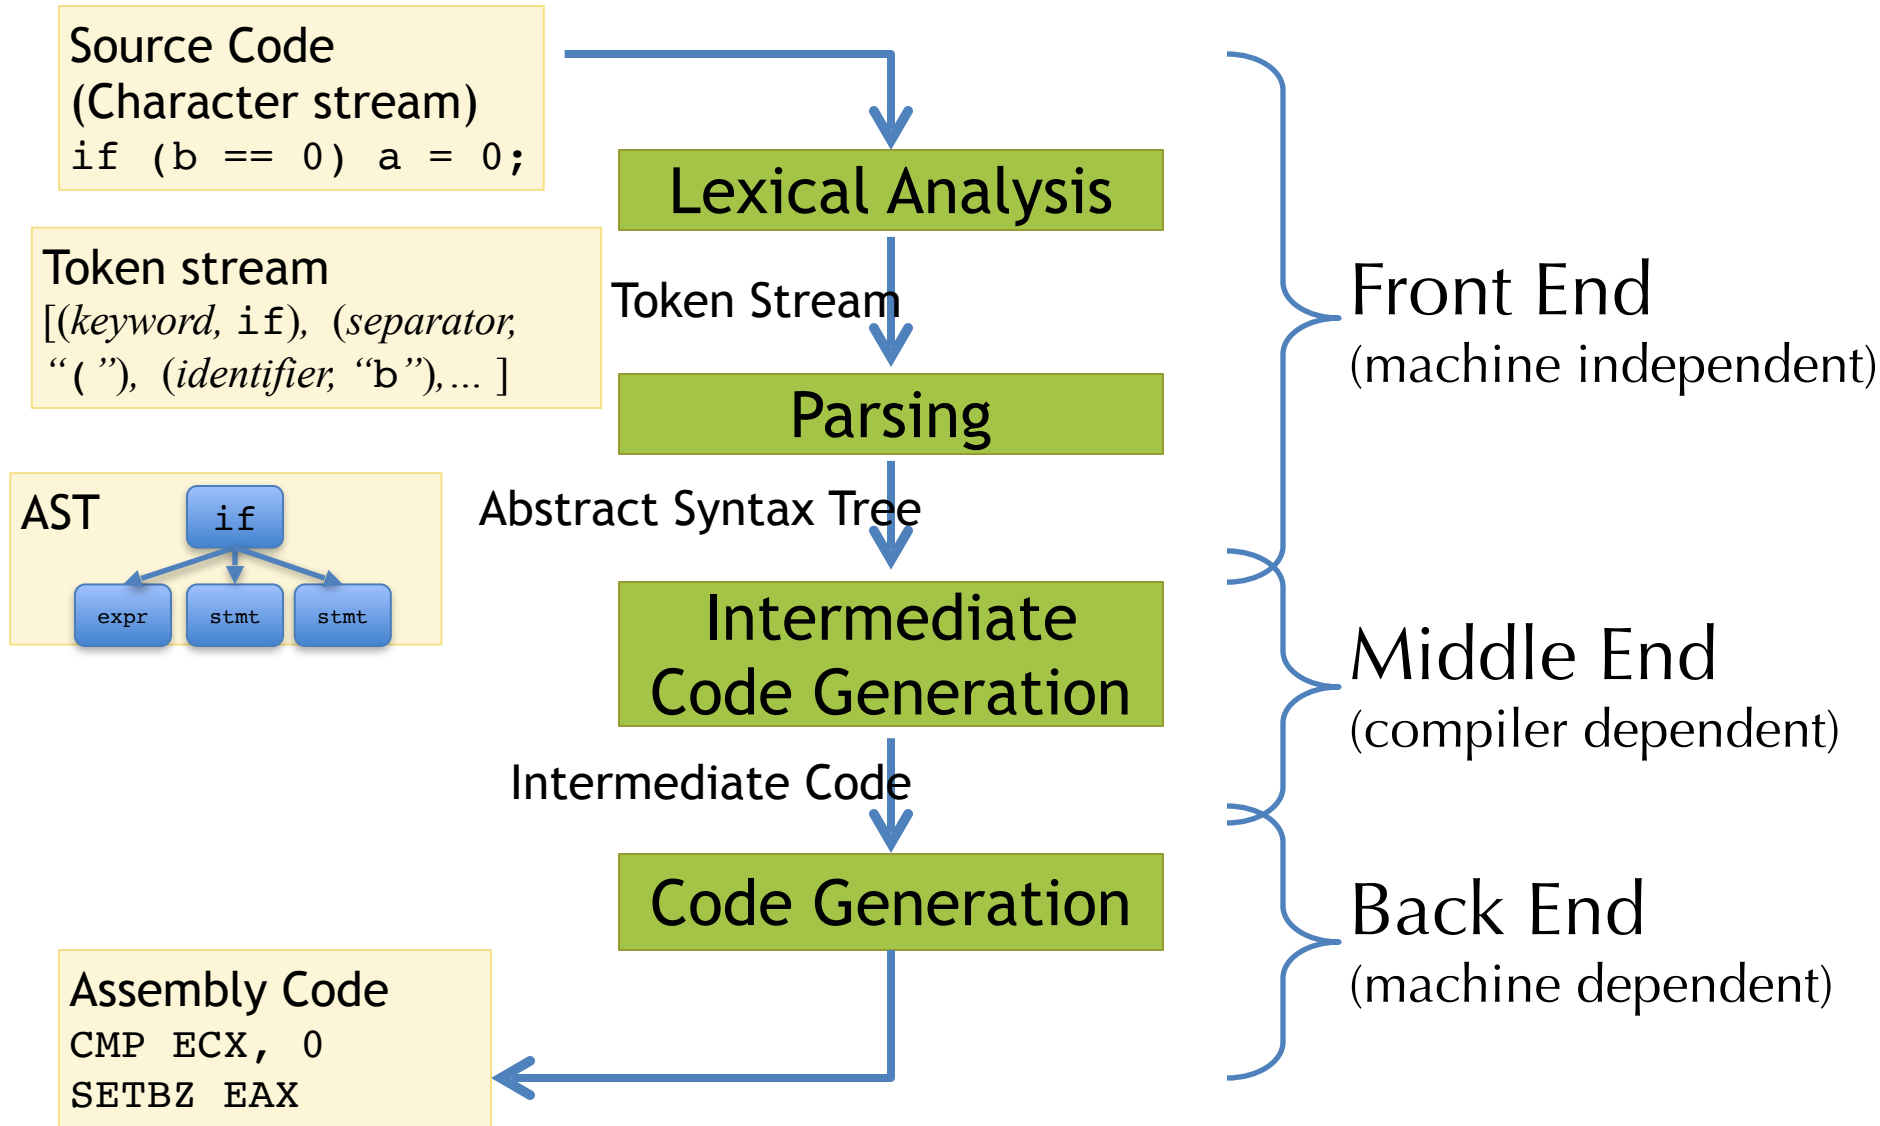 Source Code
(Character stream)
if (b == 0) a = 0;
Lexical Analysis
Token stream
[(keyword, if), (separator,
“(”), (identifier, “b”),… ]
Token Stream
Front End
(machine independent)
Parsing
AST
if
expr
stmt
stmt
Abstract Syntax Tree
Intermediate
Code Generation
Middle End
(compiler dependent)
Intermediate Code
Code Generation
Back End
(machine dependent)
Assembly Code
CMP ECX, 0
SETBZ EAX